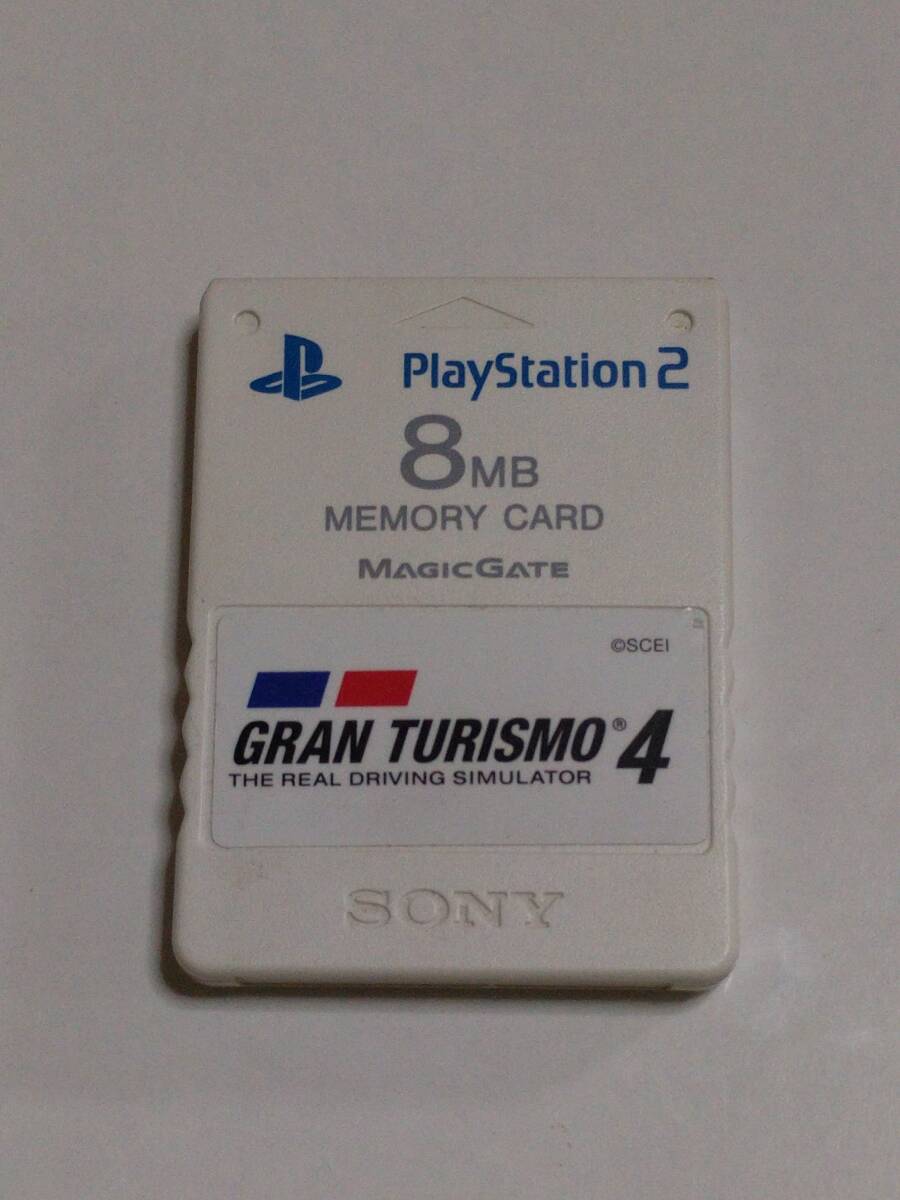 PlayStation 2
8MB
MEMORY CARD
MAGICGATE
©SCEI
GRAN TURISMO® 4
THE REAL DRIVING SIMULATOR
SONY